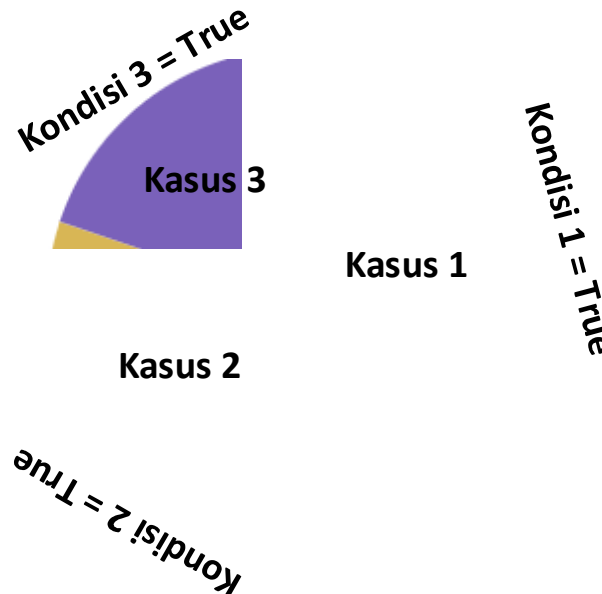 Kondisi 3 = True
Kasus 3
Kondisi 1 = True
Kasus 1
Kasus 2
Kondisi 2 = True